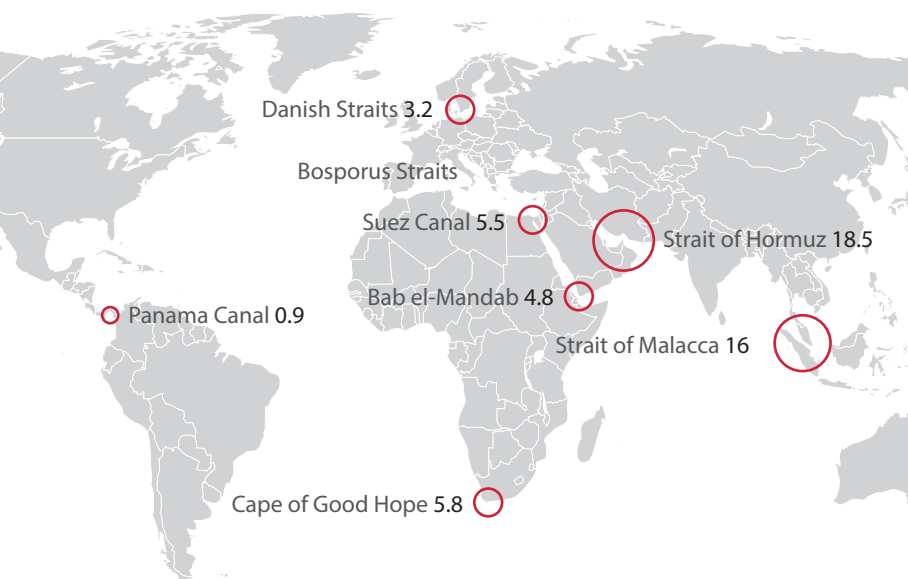 Danish Straits 3.2
Bosporus Straits
Suez Canal 5.5
Strait of Hormuz 18.5
Bab el-Mandab 4.8
Panama Canal 0.9
Strait of Malacca 16
Cape of Good Hope 5.8